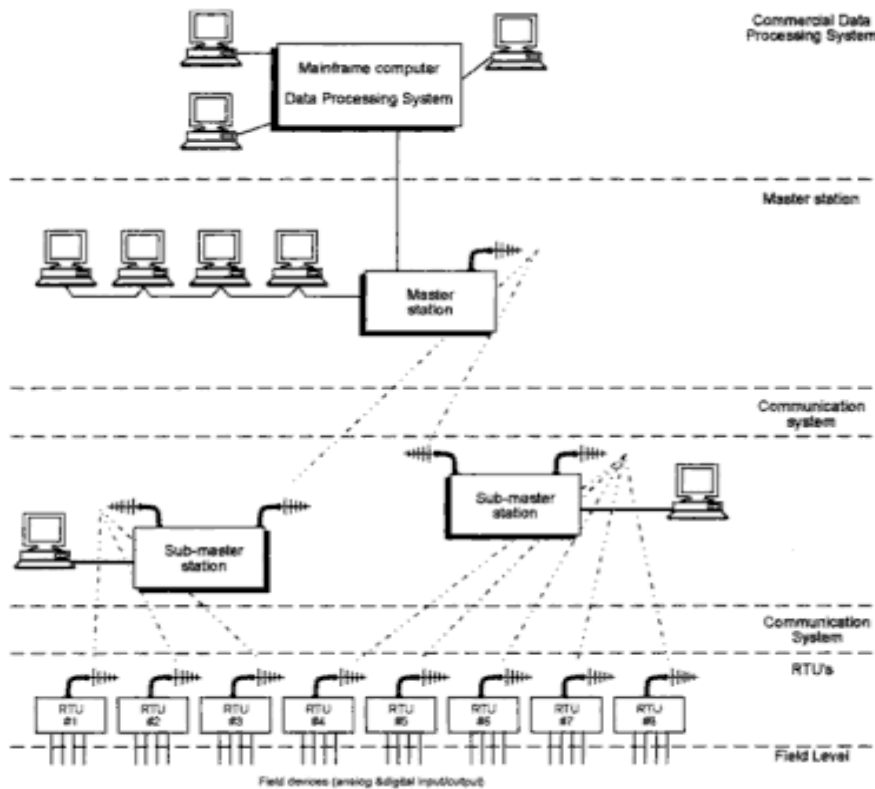 Commercial Data
Processing System
Mainframe computer
Data Processing System
Master station
Master
station
Communication
system
Sub-master
station
Sub-master
station
Communication
System
RTU's
RTU
#1
RTU
#2
RTU
#3
RTU
#4
RTU
#5
RTU
#6
RTU
#7
RTU
#8
Field Level
Field devices (analog &digital input/output)